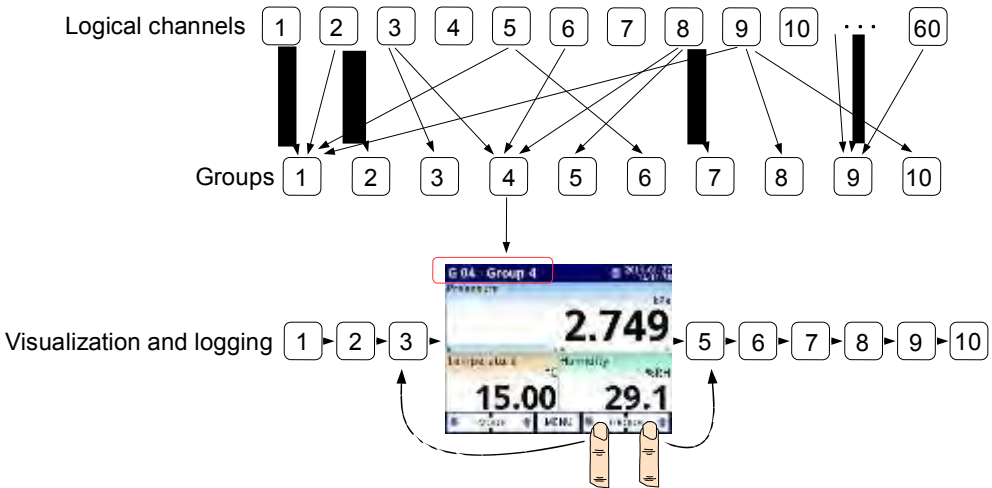 Logical channels 1 2 3 4 5 6 7 8 9 10 ... 60
Groups 1 2 3 4 5 6 7 8 9 10
G 04 Group 4
Pressure
kPa
2.749
Temperature Humidity
°C %RH
15.00 29.1
MENU
Visualization and logging 1 2 3 5 6 7 8 9 10